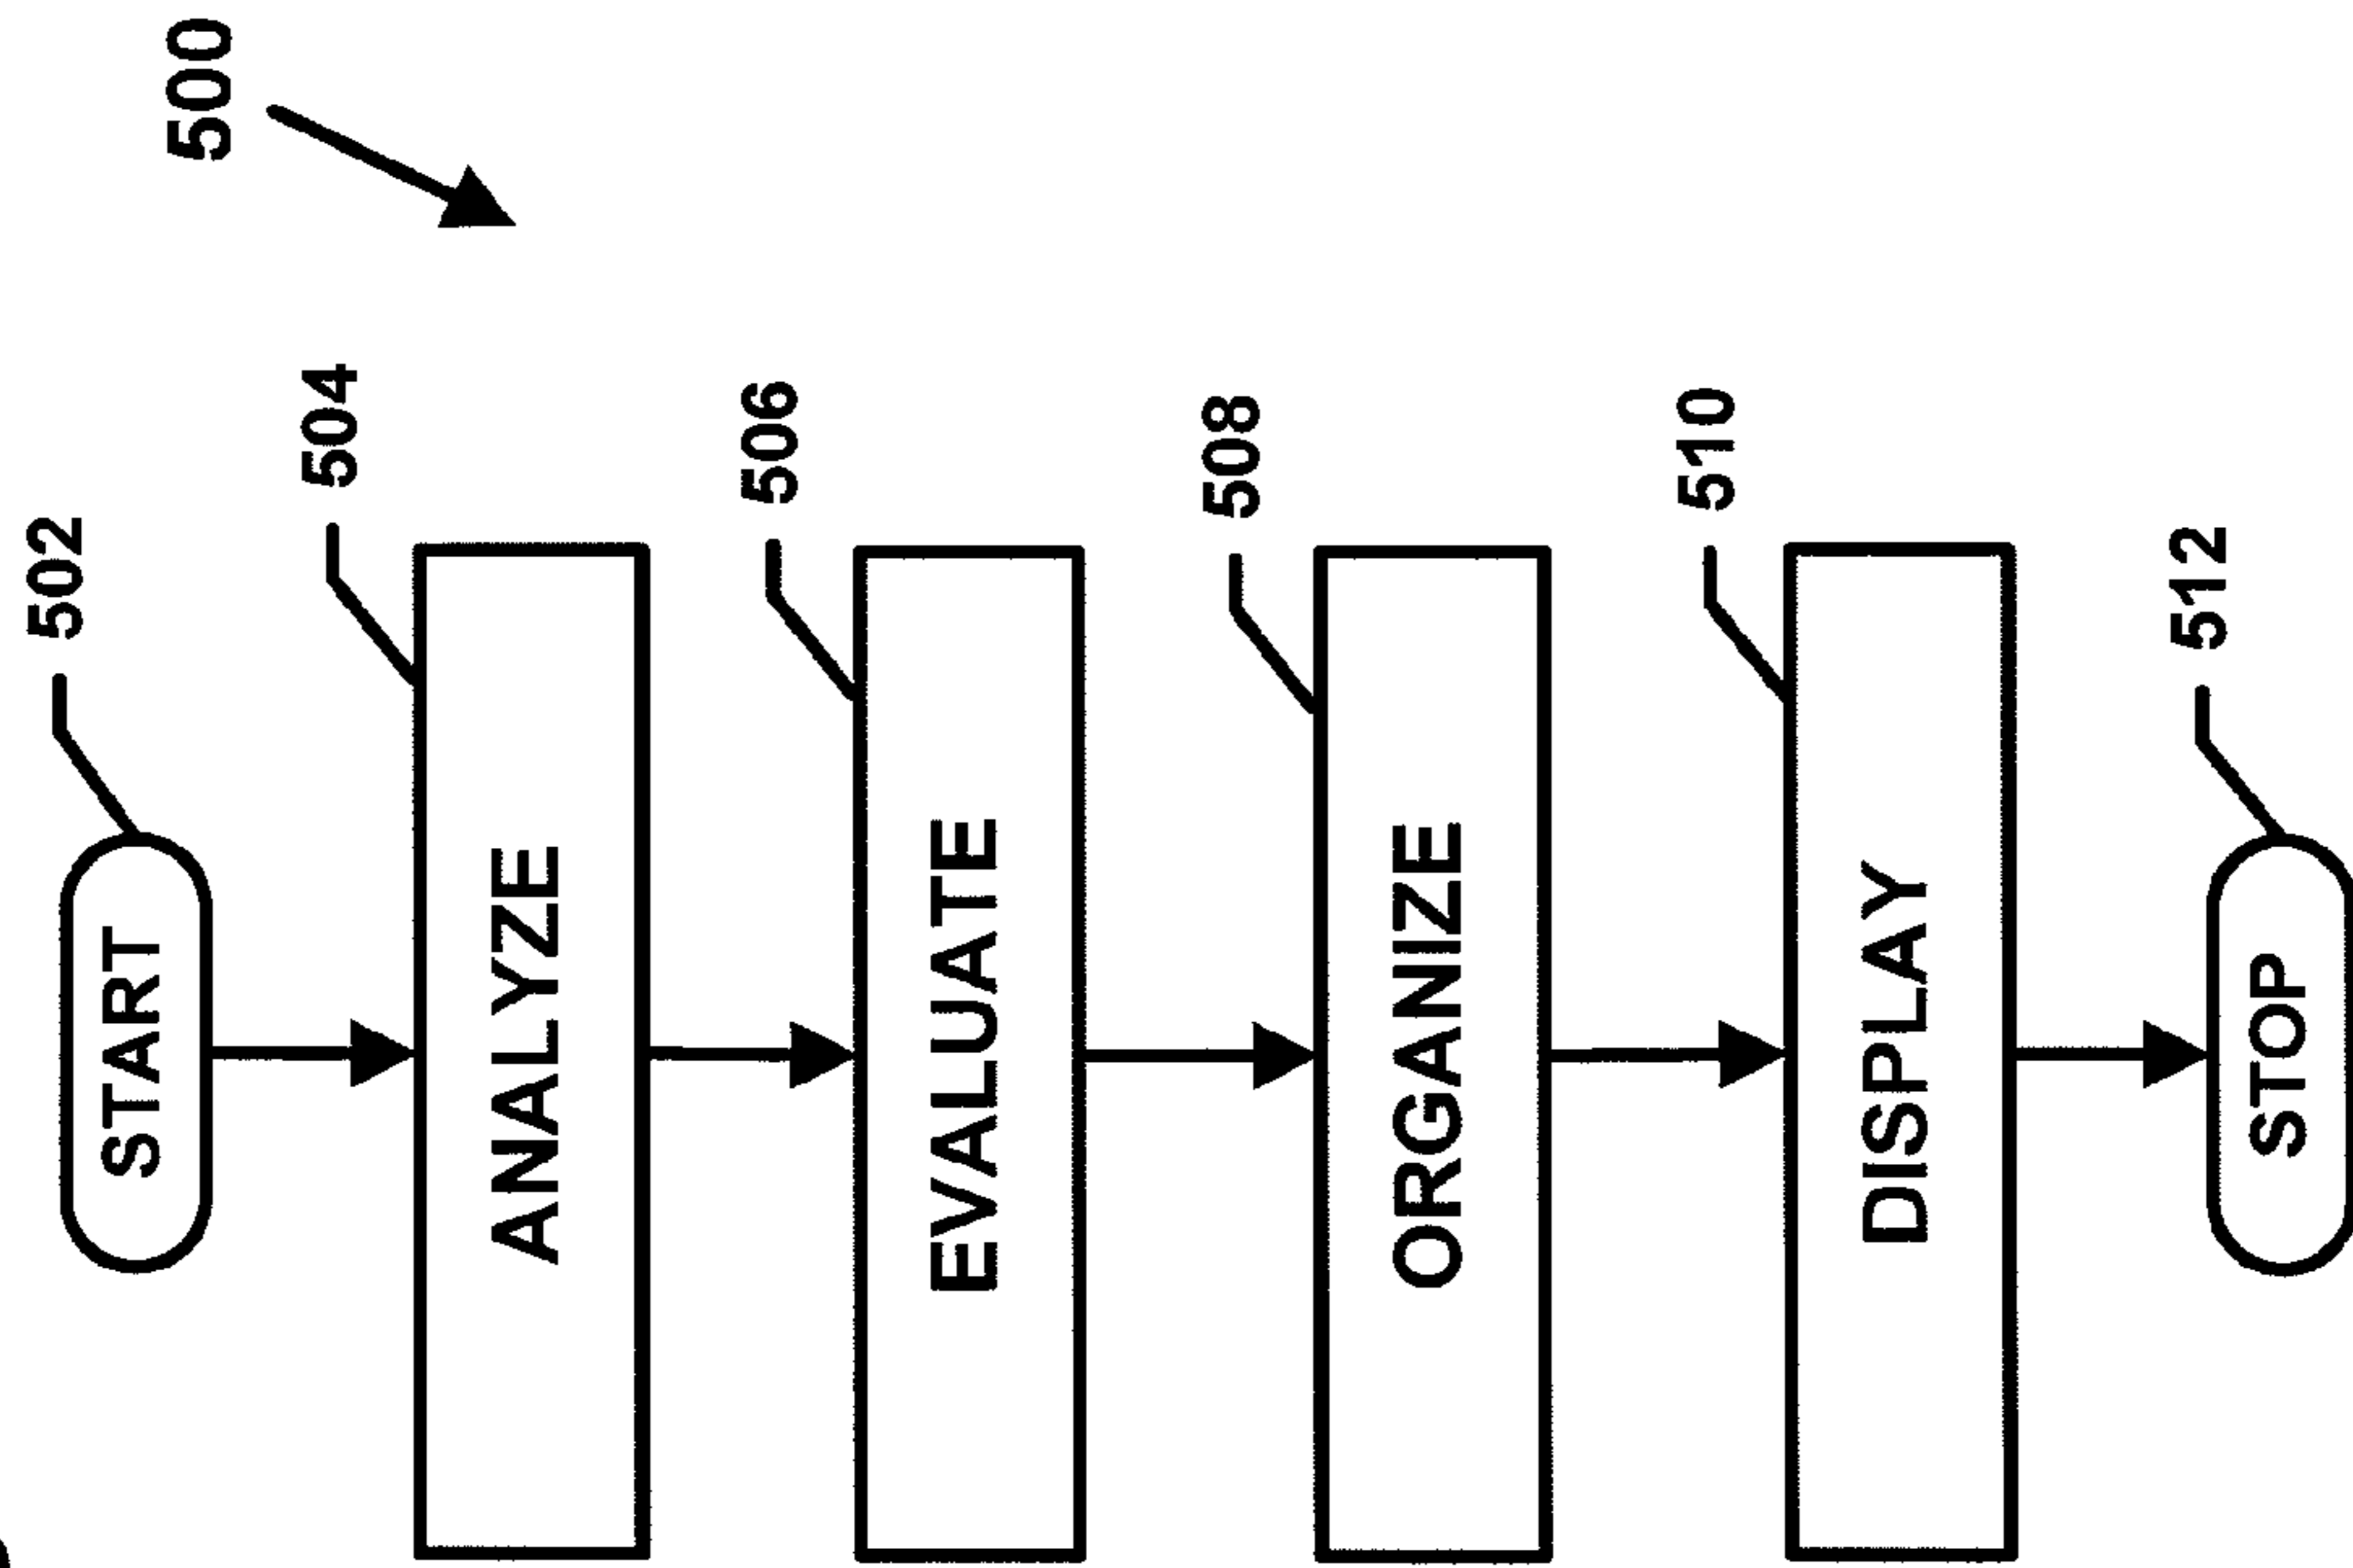 500
502
START
504
ANALYZE
506
EVALUATE
508
ORGANIZE
510
DISPLAY
512
STOP